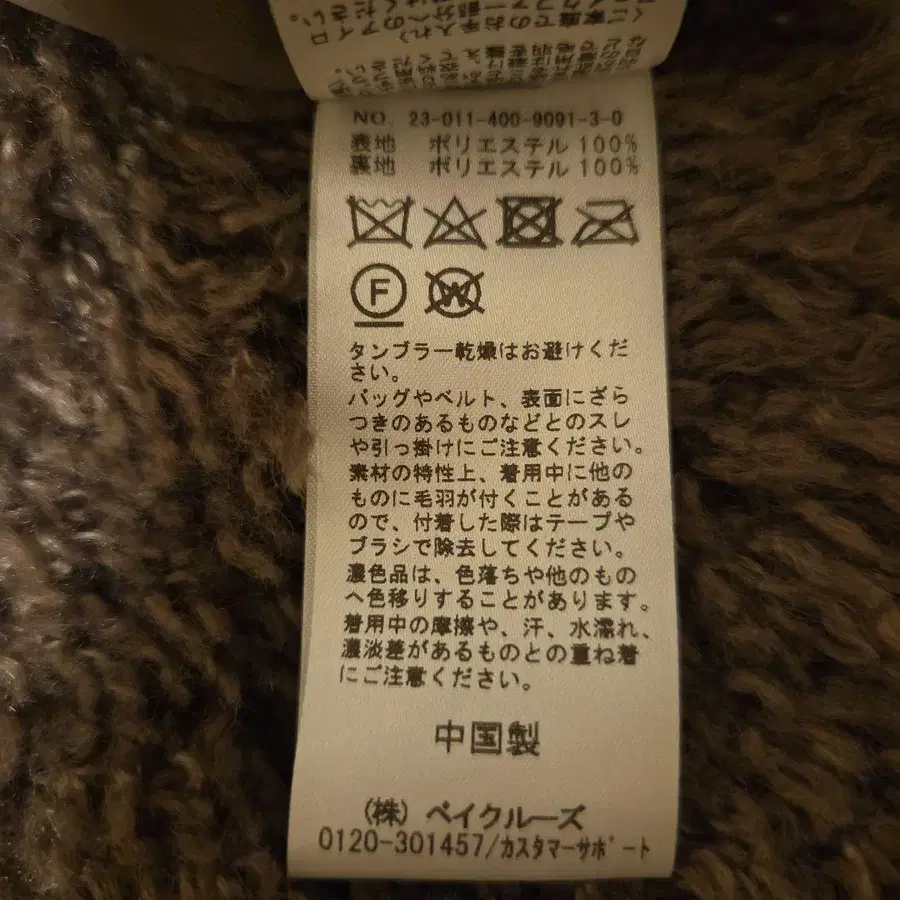 NO. 23-011-400-9091-3-0
表地 ポリエステル 100%
裏地 ポリエステル 100%
F W
タンブラー乾燥はお避けくだ
さい。
バッグやベルト、表面にざら
つきのあるものなどとのスレ
や引っ掛けにご注意ください。
素材の特性上、着用中に他の
ものに毛羽が付くことがある
ので、付着した際はテープや
ブラシで除去してください。
濃色品は、色落ちや他のもの
へ色移りすることがあります。
着用中の摩擦や、汗、水濡れ、
濃淡差があるものとの重ね着
にご注意ください。
中国製
(株) ベイクルーズ
0120-301457/カスタマーサポート